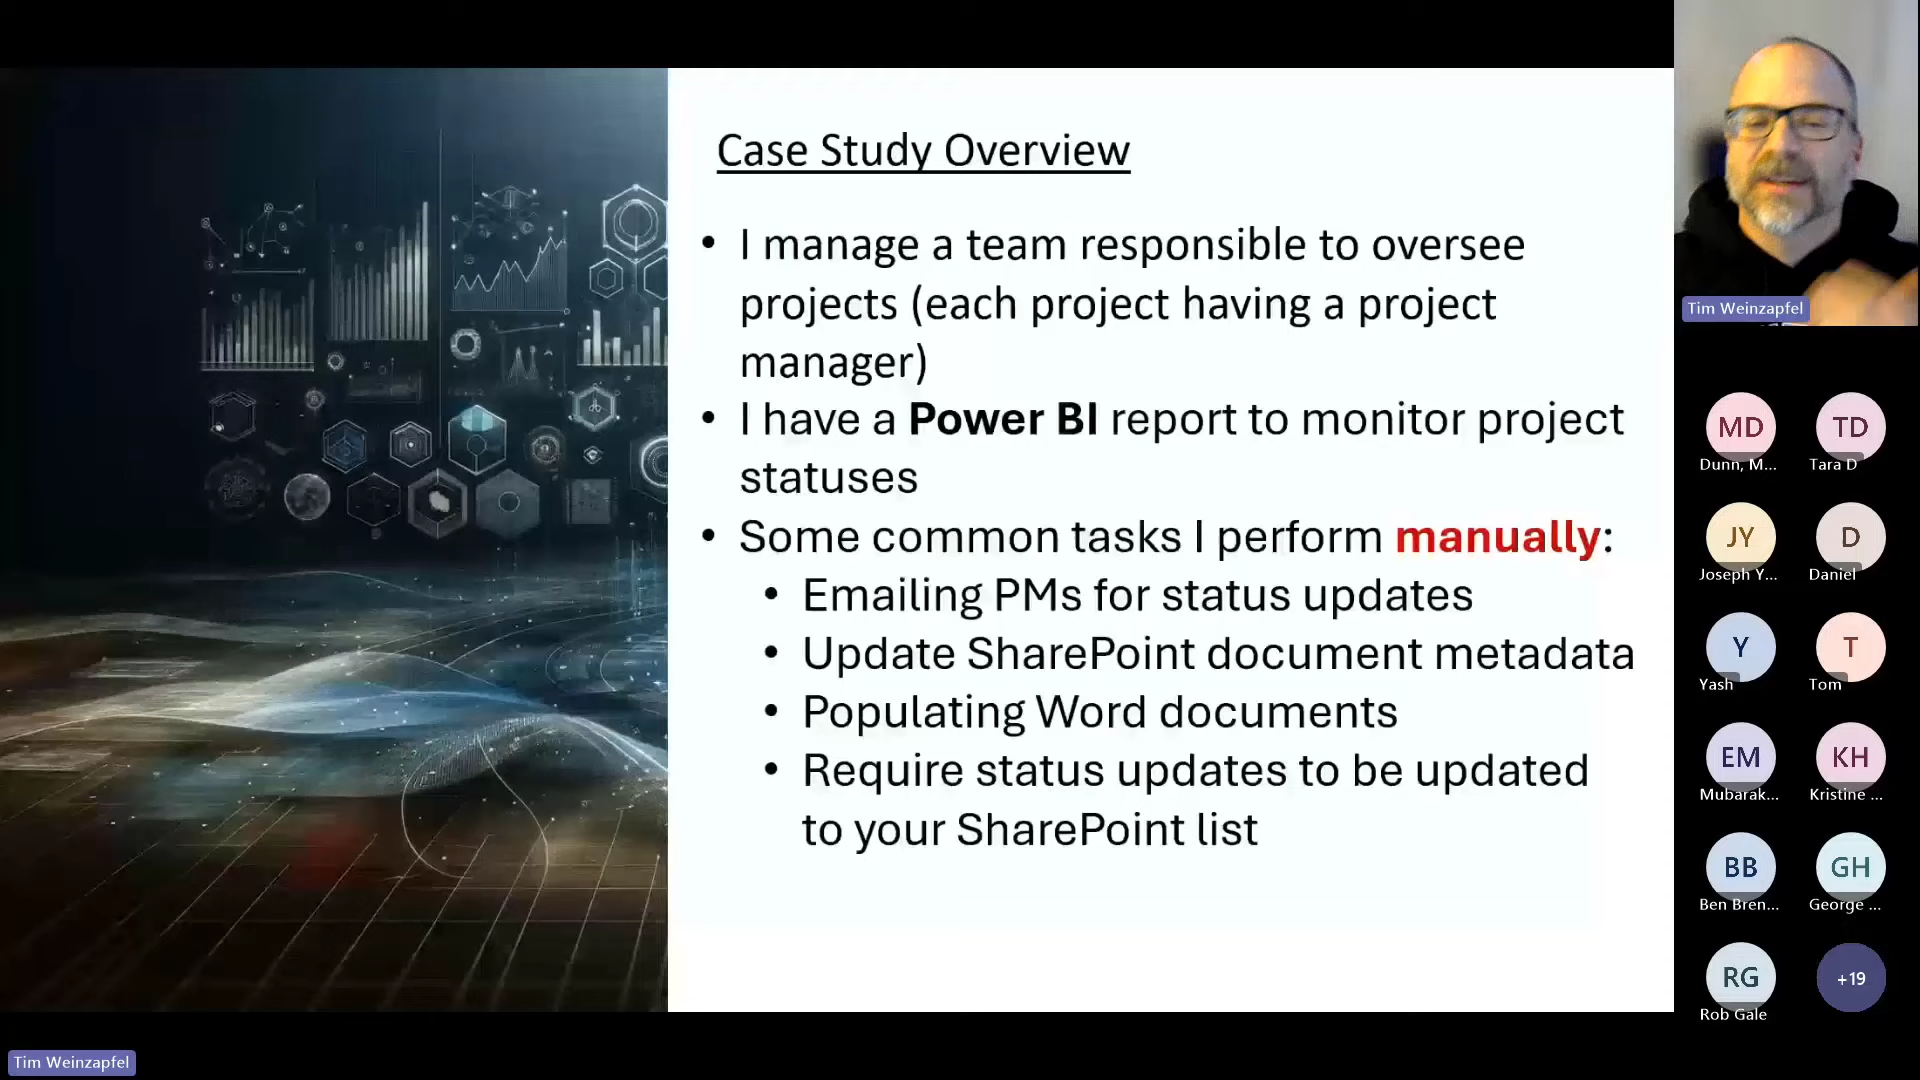 Case Study Overview
• I manage a team responsible to oversee
projects (each project having a project
manager)
• I have a Power BI report to monitor project
statuses
• Some common tasks I perform manually:
• Emailing PMs for status updates
• Update SharePoint document metadata
• Populating Word documents
• Require status updates to be updated
to your SharePoint list
Tim Weinzapfel
MD
TD
Dunn, M...
Tara D
JY
D
Joseph Y...
Daniel
Y
T
Yash
Tom
EM
KH
Mubarak...
Kristine ...
BB
GH
Ben Bren...
George ...
RG
+19
Rob Gale
Tim Weinzapfel